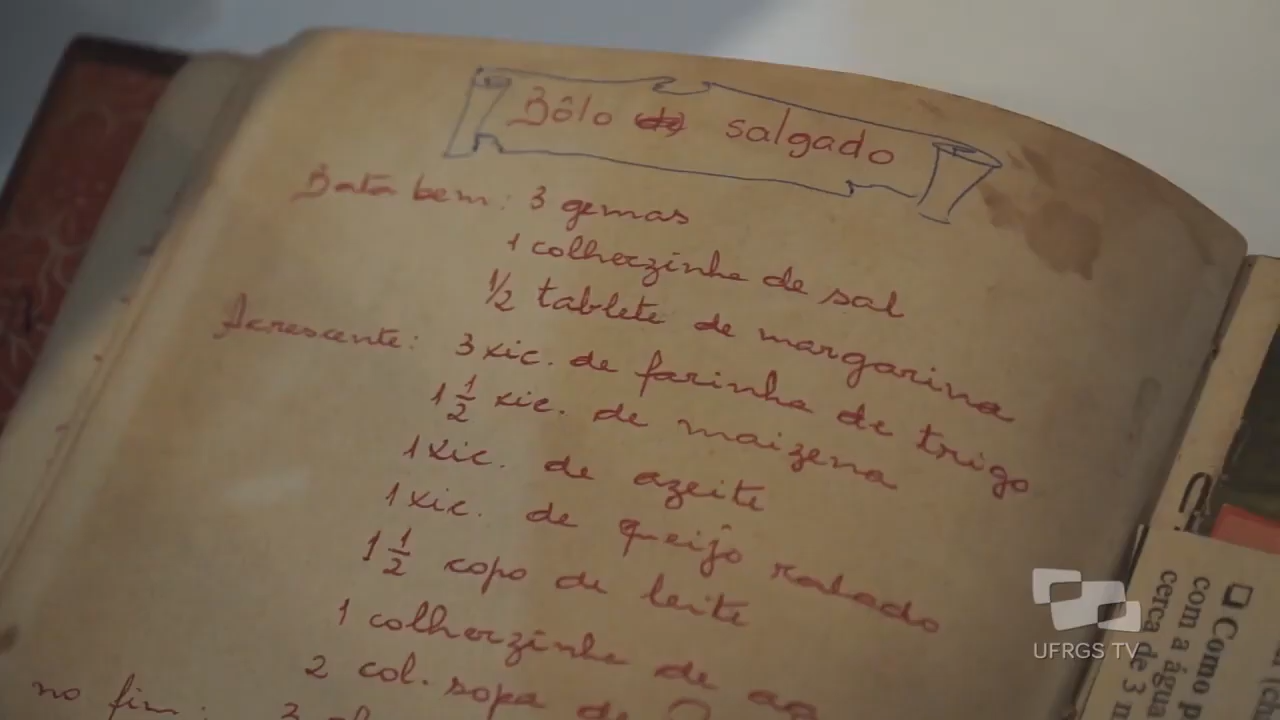 Bôlo de salgado
Bata bem: 3 gemas
1 colherzinha de sal
1/2 tablete de margarina
Acrescente: 3 xic. de farinha de trigo
1 1/2 xic. de maizena
1 xic. de azeite
1 xic. de queijo ralado
1 1/2 copo de leite
1 colherzinha de
2 col. sopa de
no fim: 3
UFRGS TV
Como
com a água
cerca de 3